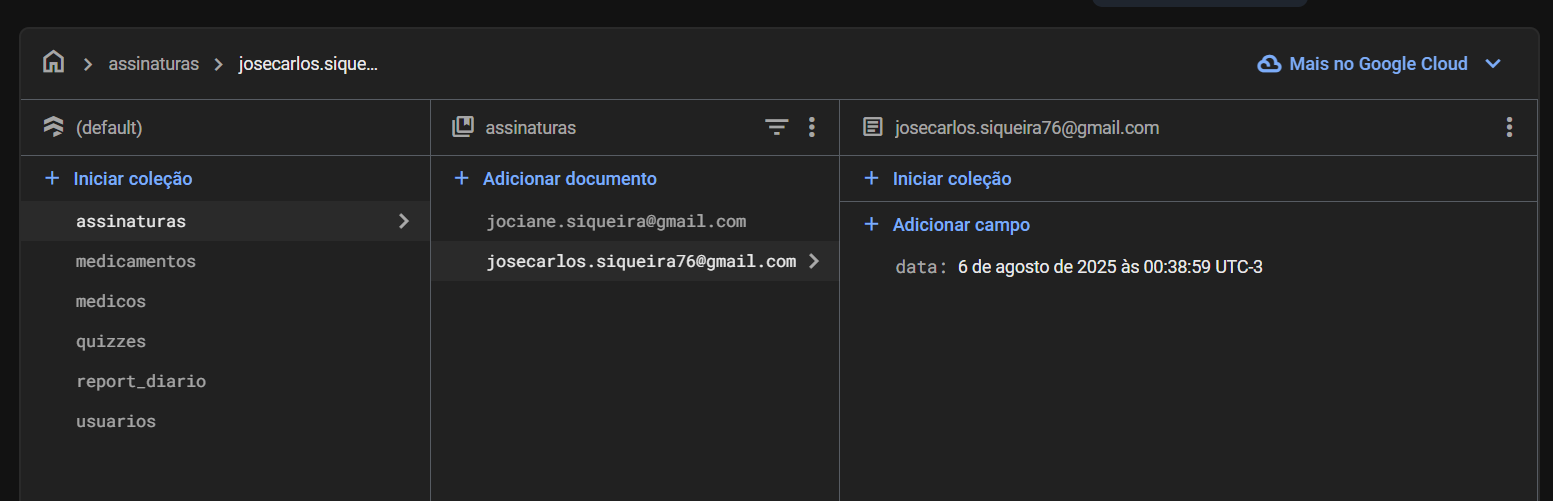 assinaturas
josecarlos.sique...
Mais no Google Cloud
(default)
Iniciar coleção
assinaturas
medicamentos
medicos
quizzes
report_diario
usuarios
assinaturas
Adicionar documento
jociane.siqueira@gmail.com
josecarlos.siqueira76@gmail.com
josecarlos.siqueira76@gmail.com
Iniciar coleção
Adicionar campo
data: 6 de agosto de 2025 às 00:38:59 UTC-3